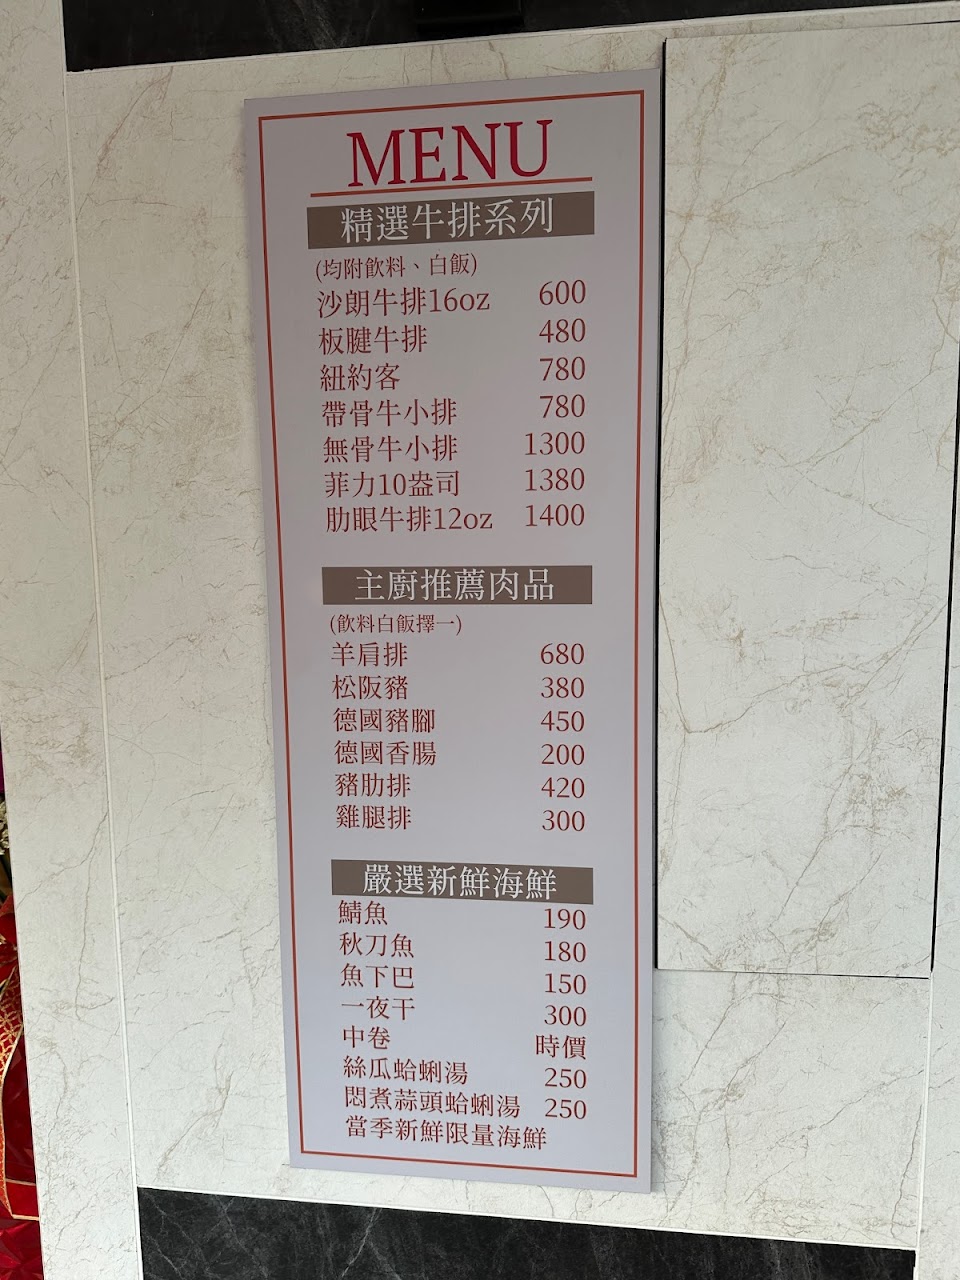 MENU
精選牛排系列
(均附飲料、白飯)
沙朗牛排16oz 600
板腱牛排 480
紐約客 780
帶骨牛小排 780
無骨牛小排 1300
菲力10盎司 1380
肋眼牛排12oz 1400
主廚推薦肉品
(飲料白飯擇一)
羊肩排 680
松阪豬 380
德國豬腳 450
德國香腸 200
豬肋排 420
雞腿排 300
嚴選新鮮海鮮
鯖魚 190
秋刀魚 180
魚下巴 150
一夜干 300
中卷 時價
絲瓜蛤蜊湯 250
悶煮蒜頭蛤蜊湯 250
當季新鮮限量海鮮